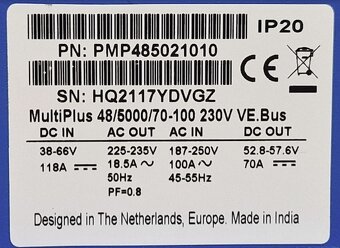 IP20
PN: PMP485021010
CE
SN: HQ2117YDVGZ
MultiPlus 48/5000/70-100 230V VE.Bus
DC IN AC OUT AC IN DC OUT
38-66V 225-235V 187-250V 52.8-57.6V
118A 18.5A 100A 70A
50Hz 45-55Hz
PF=0.8
Designed in The Netherlands, Europe. Made in India